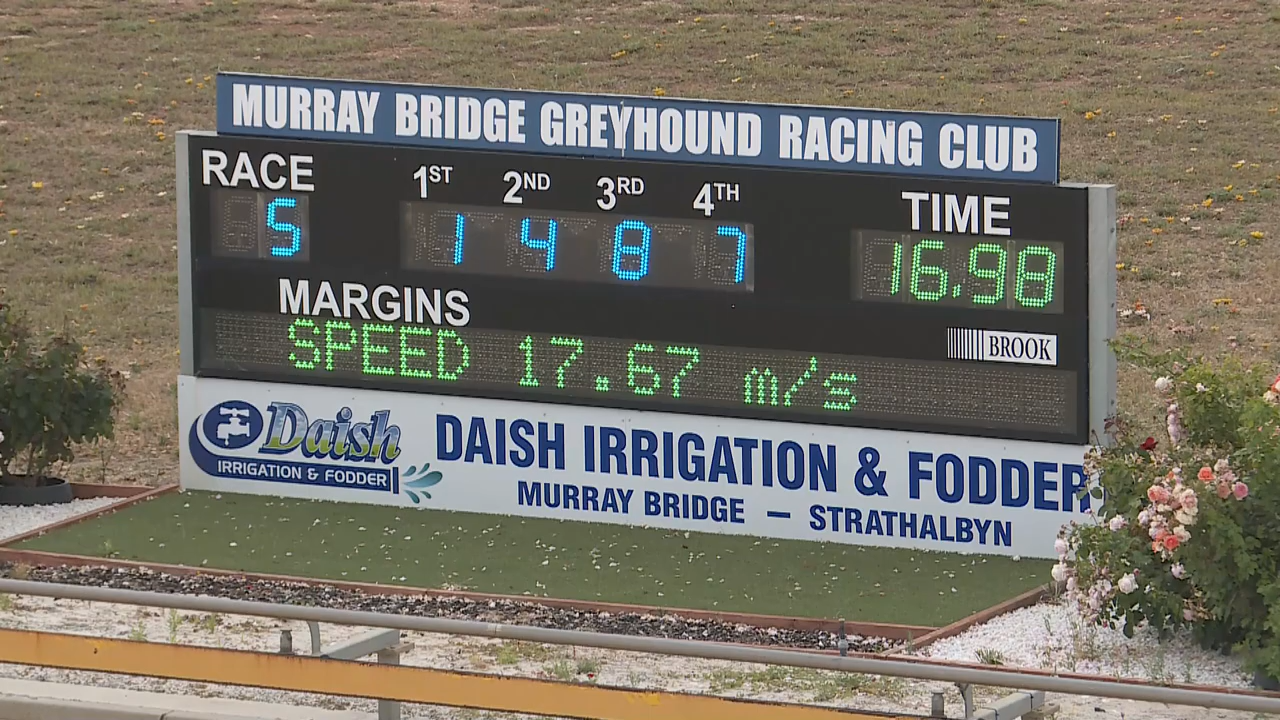 MURRAY BRIDGE GREYHOUND RACING CLUB
RACE 1ST 2ND 3RD 4TH TIME
5 1 4 8 7 16.98
MARGINS
BROOK
SPEED 17.67 m/s
Daish
IRRIGATION & FODDER
DAISH IRRIGATION & FODDER
MURRAY BRIDGE – STRATHALBYN